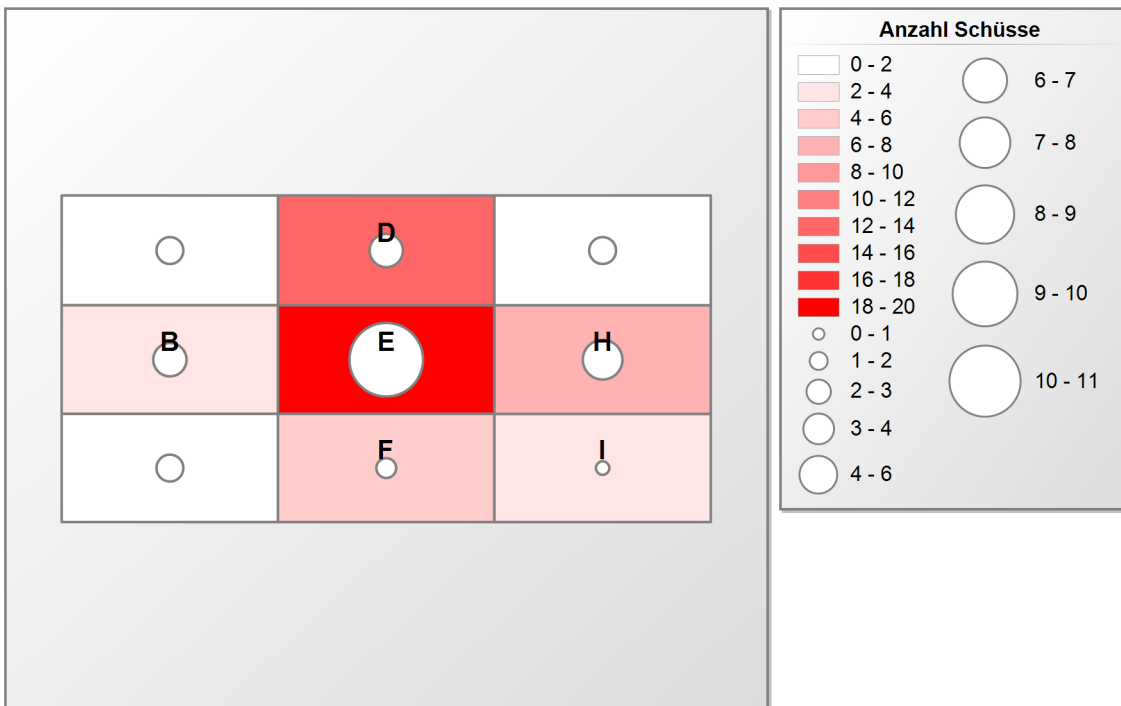 D
B
E
H
F
I
Anzahl Schüsse
0 - 2
2 - 4
4 - 6
6 - 8
8 - 10
10 - 12
12 - 14
14 - 16
16 - 18
18 - 20
0 - 1
1 - 2
2 - 3
3 - 4
4 - 6
6 - 7
7 - 8
8 - 9
9 - 10
10 - 11